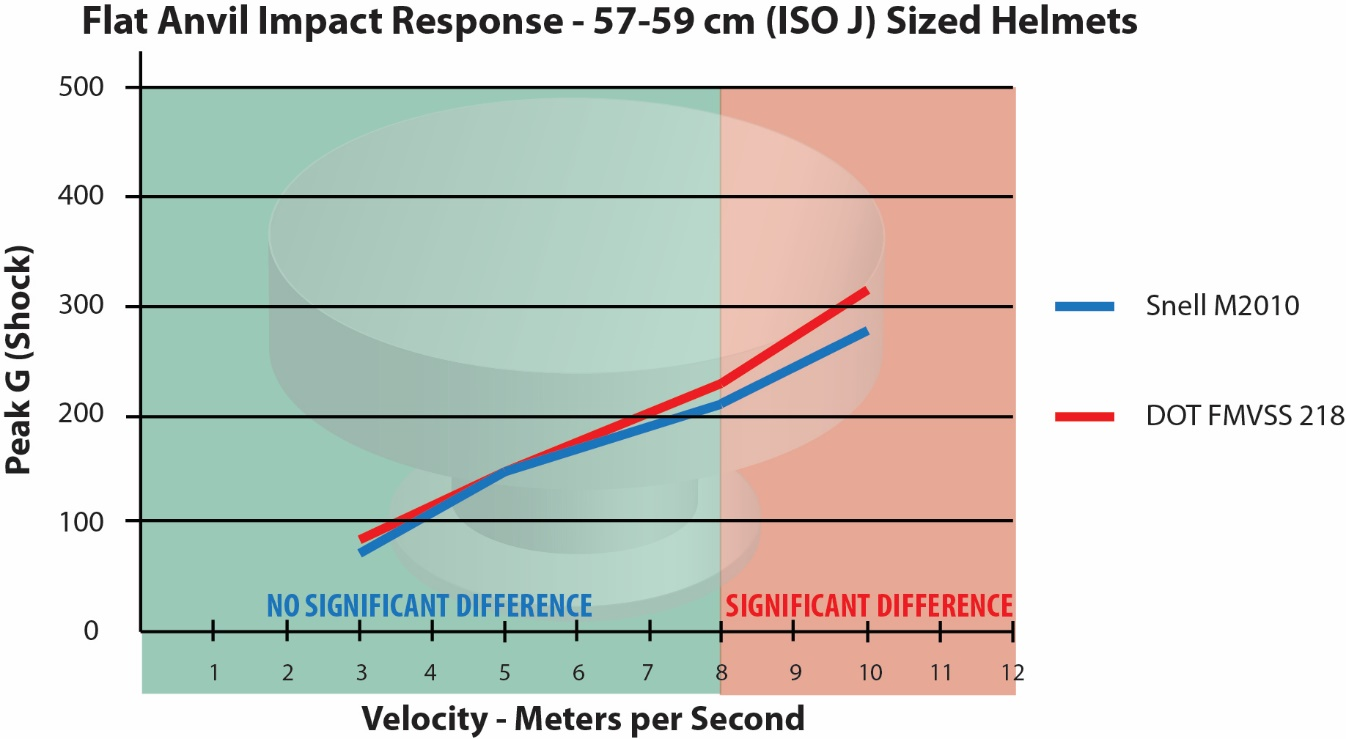 Flat Anvil Impact Response - 57-59 cm (ISO J) Sized Helmets
Peak G (Shock)
500
400
300
200
100
0
NO SIGNIFICANT DIFFERENCE
SIGNIFICANT DIFFERENCE
1 2 3 4 5 6 7 8 9 10 11 12
Velocity - Meters per Second
Snell M2010
DOT FMVSS 218